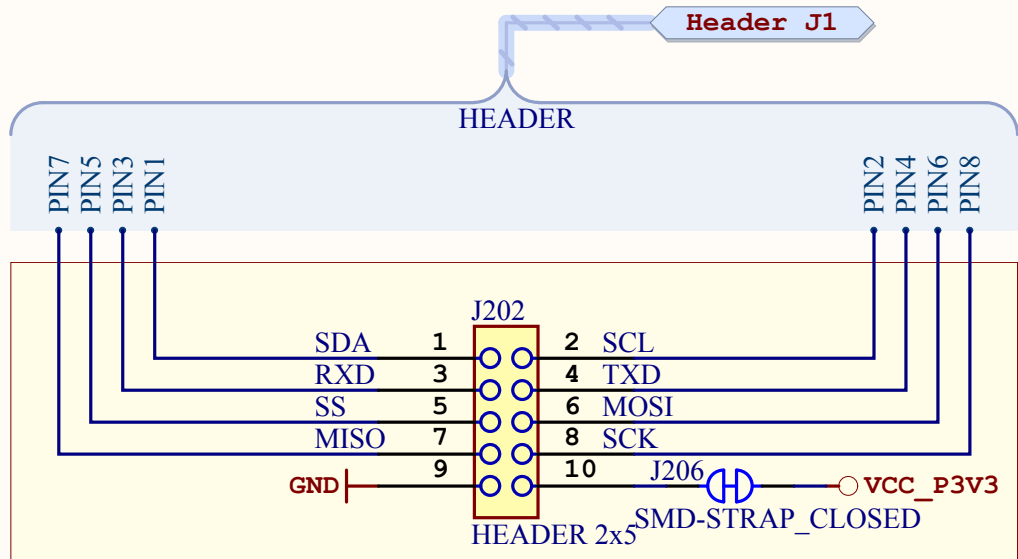 Header J1
HEADER
PIN7 PIN5 PIN3 PIN1 PIN2 PIN4 PIN6 PIN8
J202
SDA 1 2 SCL
RXD 3 4 TXD
SS 5 6 MOSI
MISO 7 8 SCK
9 10 J206
GND VCC_P3V3
HEADER 2x5 SMD-STRAP_CLOSED